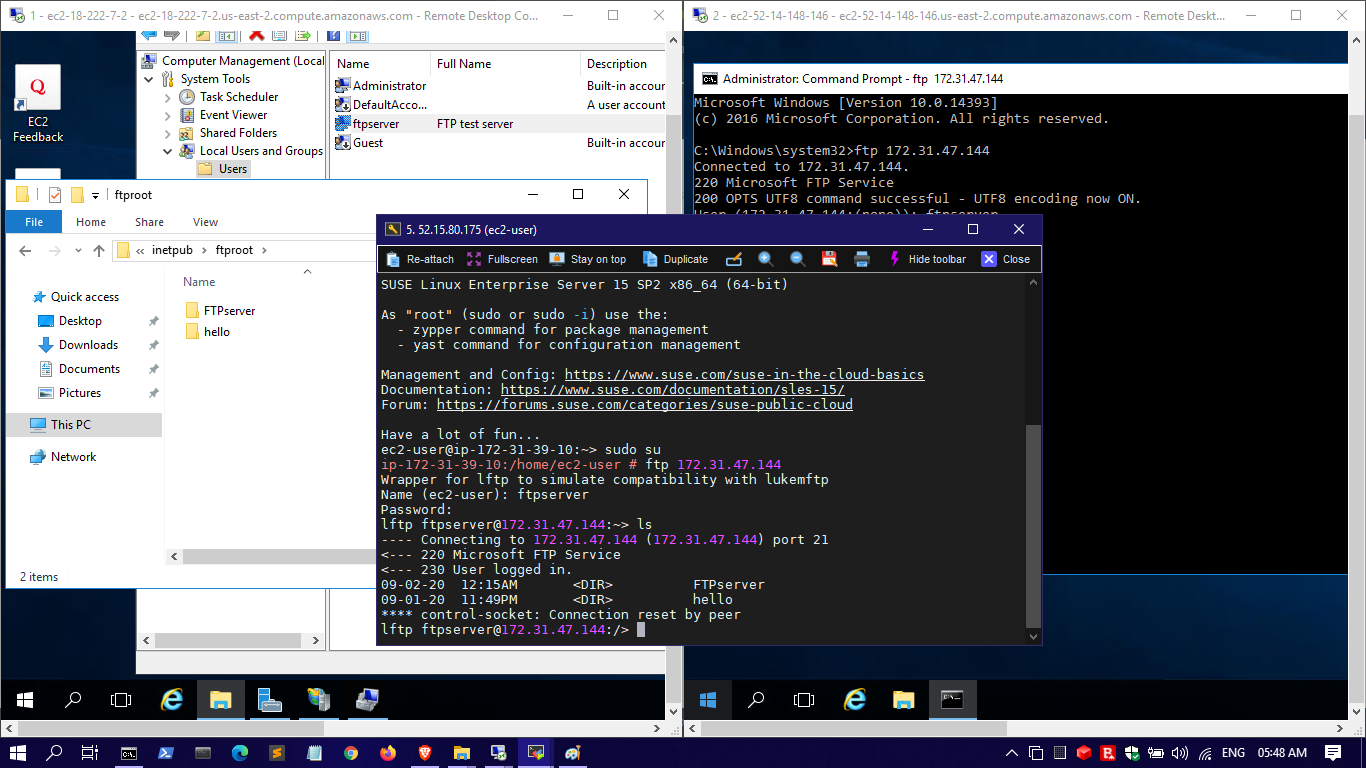 1 - ec2-18-222-7-2 - ec2-18-222-7-2.us-east-2.compute.amazonaws.com - Remote Desktop Co...
2 - ec2-52-14-148-146 - ec2-52-14-148-146.us-east-2.compute.amazonaws.com - Remote Deskt...
EC2
Feedback
Computer Management (Local
System Tools
Task Scheduler
Event Viewer
Shared Folders
Local Users and Groups
Users
Name Full Name Description
Administrator Built-in accour
DefaultAcco... A user account
ftpserver FTP test server
Guest Built-in accour
ftproot
File Home Share View
« inetpub › ftproot ›
Quick access
Desktop
Downloads
Documents
Pictures
This PC
Network
Name
FTPserver
hello
2 items
Administrator: Command Prompt - ftp 172.31.47.144
Microsoft Windows [Version 10.0.14393]
(c) 2016 Microsoft Corporation. All rights reserved.
C:\Windows\system32>ftp 172.31.47.144
Connected to 172.31.47.144.
220 Microsoft FTP Service
200 OPTS UTF8 command successful - UTF8 encoding now ON.
User (172.31.47.144:(none)): ftpserver
5. 52.15.80.175 (ec2-user)
Re-attach Fullscreen Stay on top Duplicate Hide toolbar Close
SUSE Linux Enterprise Server 15 SP2 x86_64 (64-bit)
As "root" (sudo or sudo -i) use the:
- zypper command for package management
- yast command for configuration management
Management and Config: https://www.suse.com/suse-in-the-cloud-basics
Documentation: https://www.suse.com/documentation/sles-15/
Forum: https://forums.suse.com/categories/suse-public-cloud
Have a lot of fun...
ec2-user@ip-172-31-39-10:~> sudo su
ip-172-31-39-10:/home/ec2-user # ftp 172.31.47.144
Wrapper for lftp to simulate compatibility with lukemftp
Name (ec2-user): ftpserver
Password:
lftp ftpserver@172.31.47.144:~> ls
---- Connecting to 172.31.47.144 (172.31.47.144) port 21
<--- 220 Microsoft FTP Service
<--- 230 User logged in.
09-02-20 12:15AM <DIR> FTPserver
09-01-20 11:49PM <DIR> hello
**** control-socket: Connection reset by peer
lftp ftpserver@172.31.47.144:/>
ENG 05:48 AM